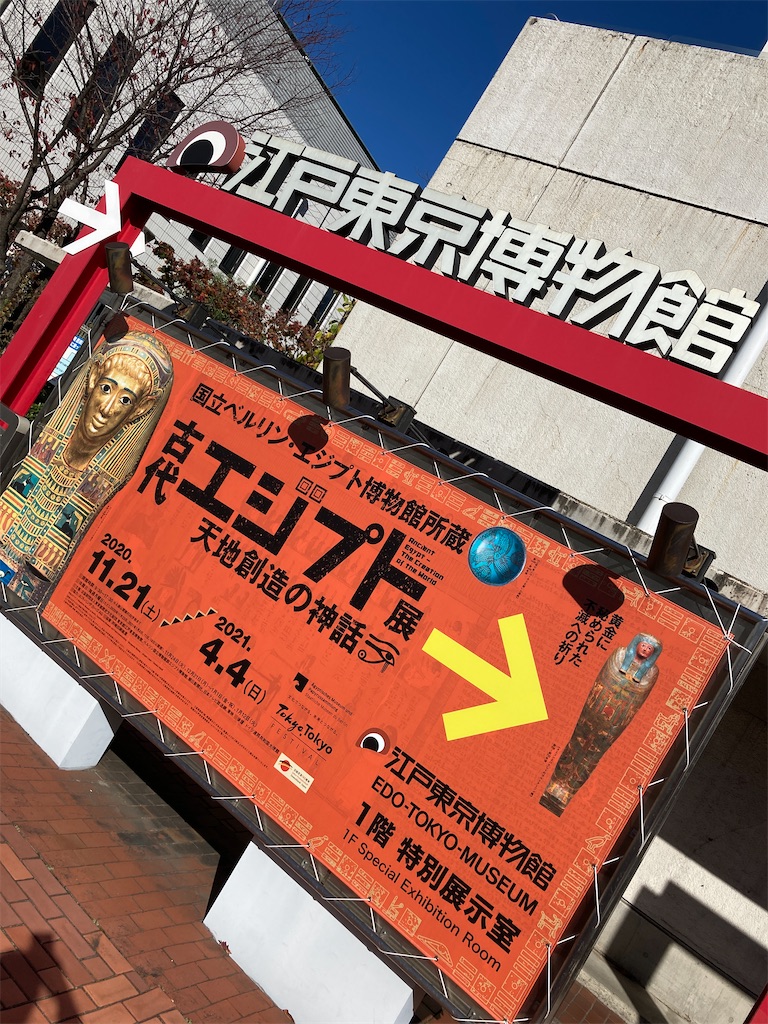 江戸東京博物館
国立ベルリン・エジプト博物館所蔵
古代エジプト展
Ancient
Egypt –
The Creation
Of The World
天地創造の神話
2020.
11.21(土)
2021.
4.4(日)
黄金に
秘められた
不滅への祈り
Tokyo Tokyo
FESTIVAL
江戸東京博物館
EDO-TOKYO-MUSEUM
1階 特別展示室
1F Special Exhibition Room